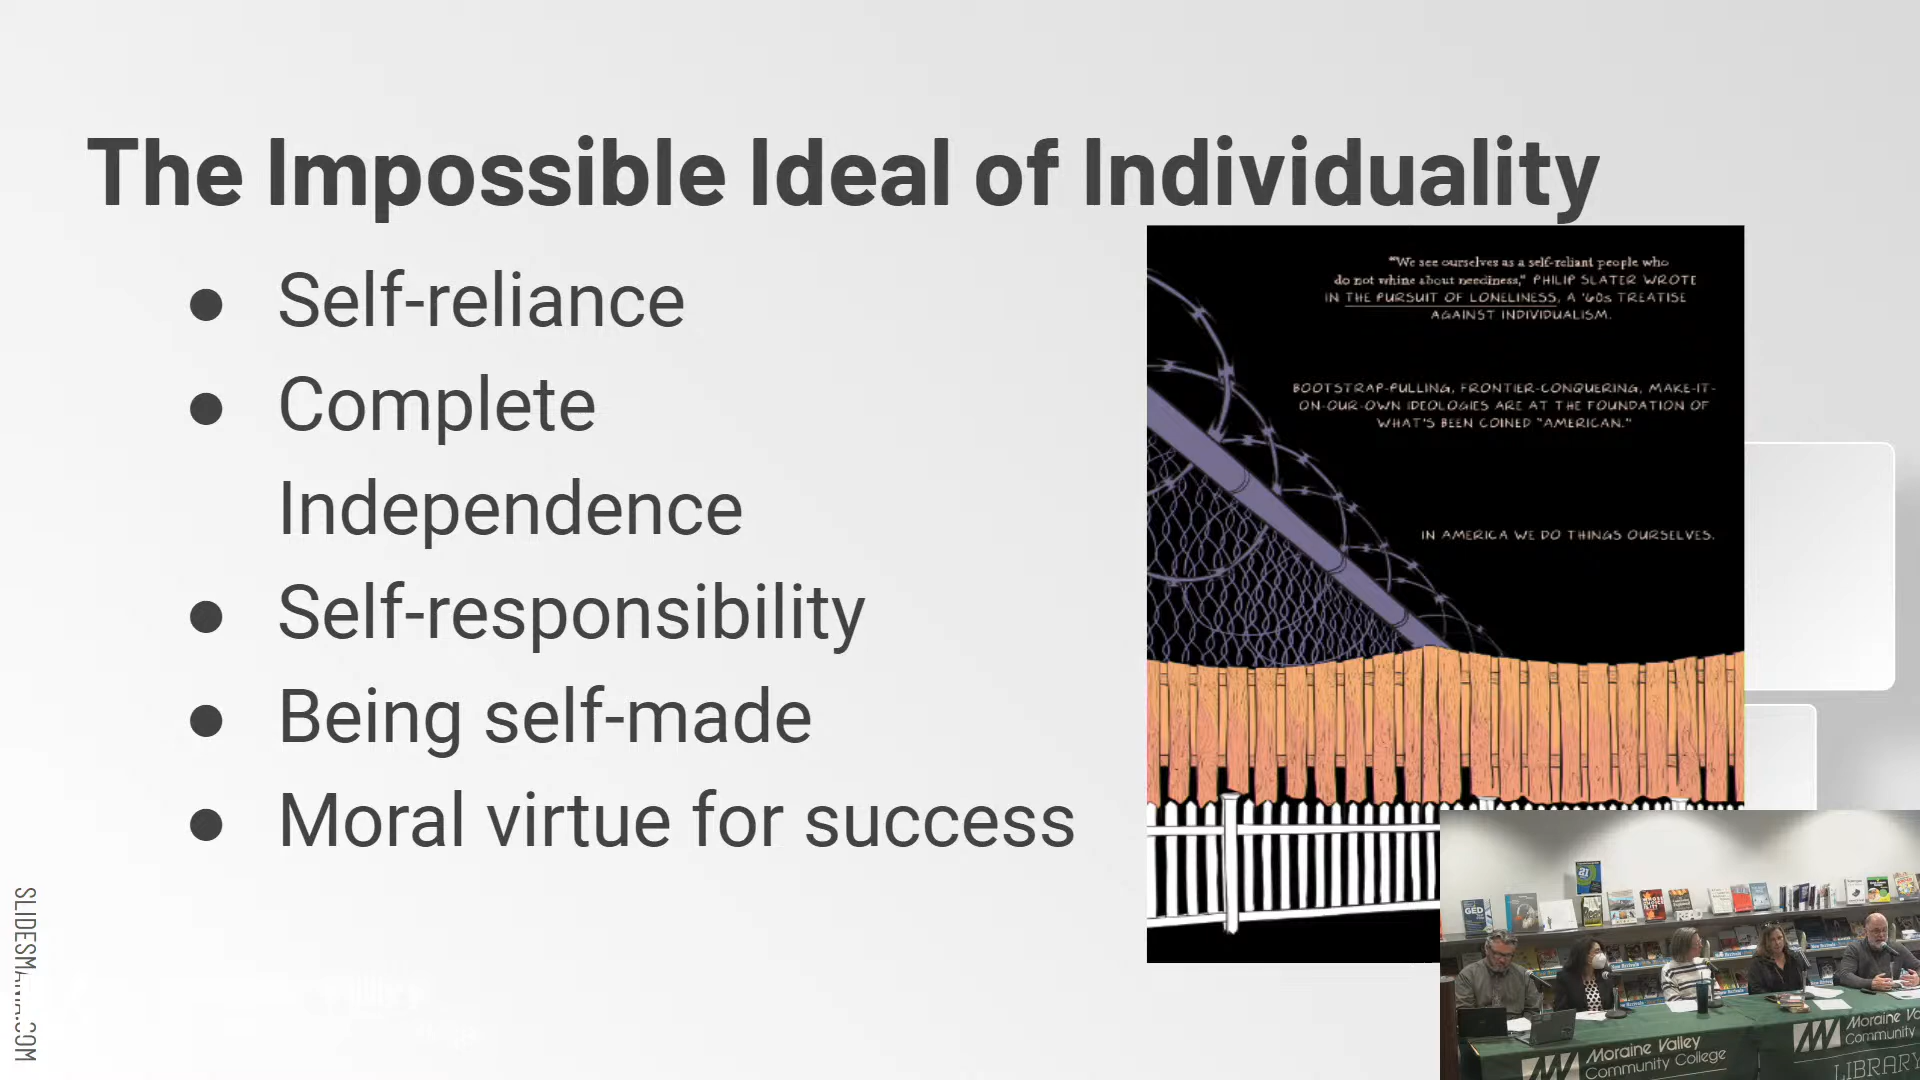 The Impossible Ideal of Individuality
● Self-reliance
● Complete
Independence
● Self-responsibility
● Being self-made
● Moral virtue for success
"We see ourselves as a self-reliant people who
do not whine about neediness," PHILIP SLATER WROTE
IN THE PURSUIT OF LONELINESS, A '60s TREATISE
AGAINST INDIVIDUALISM.
BOOTSTRAP-PULLING, FRONTIER-CONQUERING, MAKE-IT-
ON-OUR-OWN IDEOLOGIES ARE AT THE FOUNDATION OF
WHAT'S BEEN COINED "AMERICAN."
IN AMERICA WE DO THINGS OURSELVES.
GED
Moraine Valley
Community College
Moraine Va
Community
LIBRARY